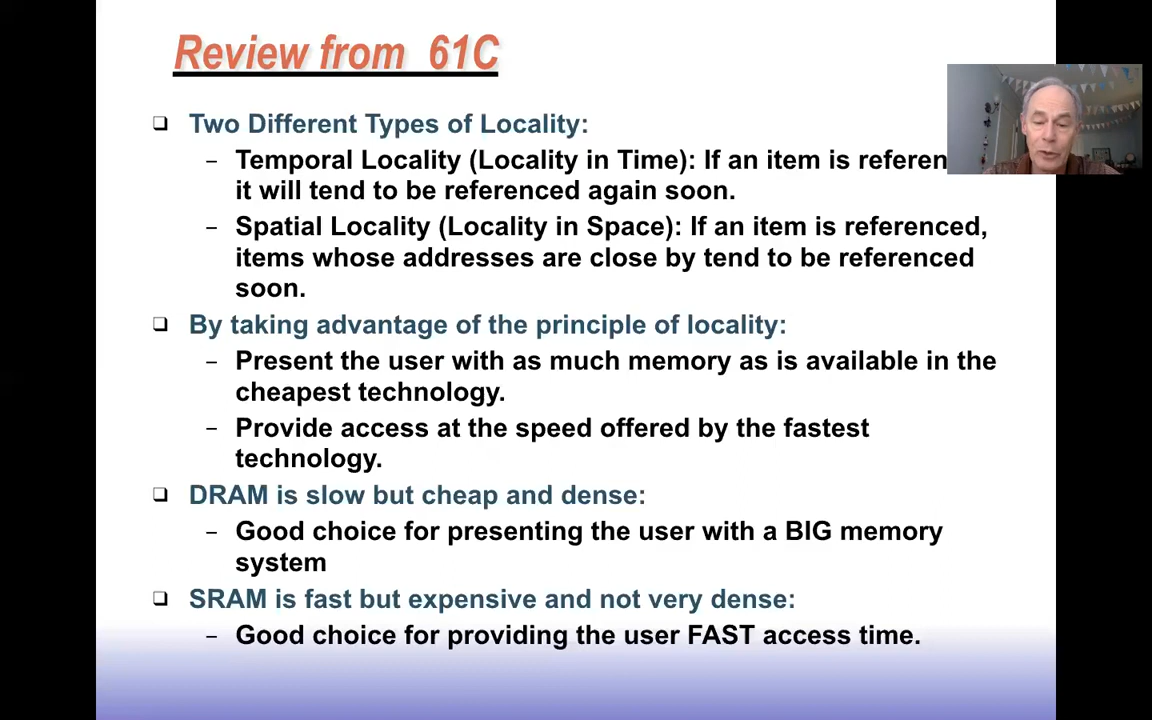 Review from 61C
❑ Two Different Types of Locality:
– Temporal Locality (Locality in Time): If an item is
it will tend to be referenced again soon.
– Spatial Locality (Locality in Space): If an item is referenced,
items whose addresses are close by tend to be referenced
soon.
❑ By taking advantage of the principle of locality:
– Present the user with as much memory as is available in the
cheapest technology.
– Provide access at the speed offered by the fastest
technology.
❑ DRAM is slow but cheap and dense:
– Good choice for presenting the user with a BIG memory
system
❑ SRAM is fast but expensive and not very dense:
– Good choice for providing the user FAST access time.